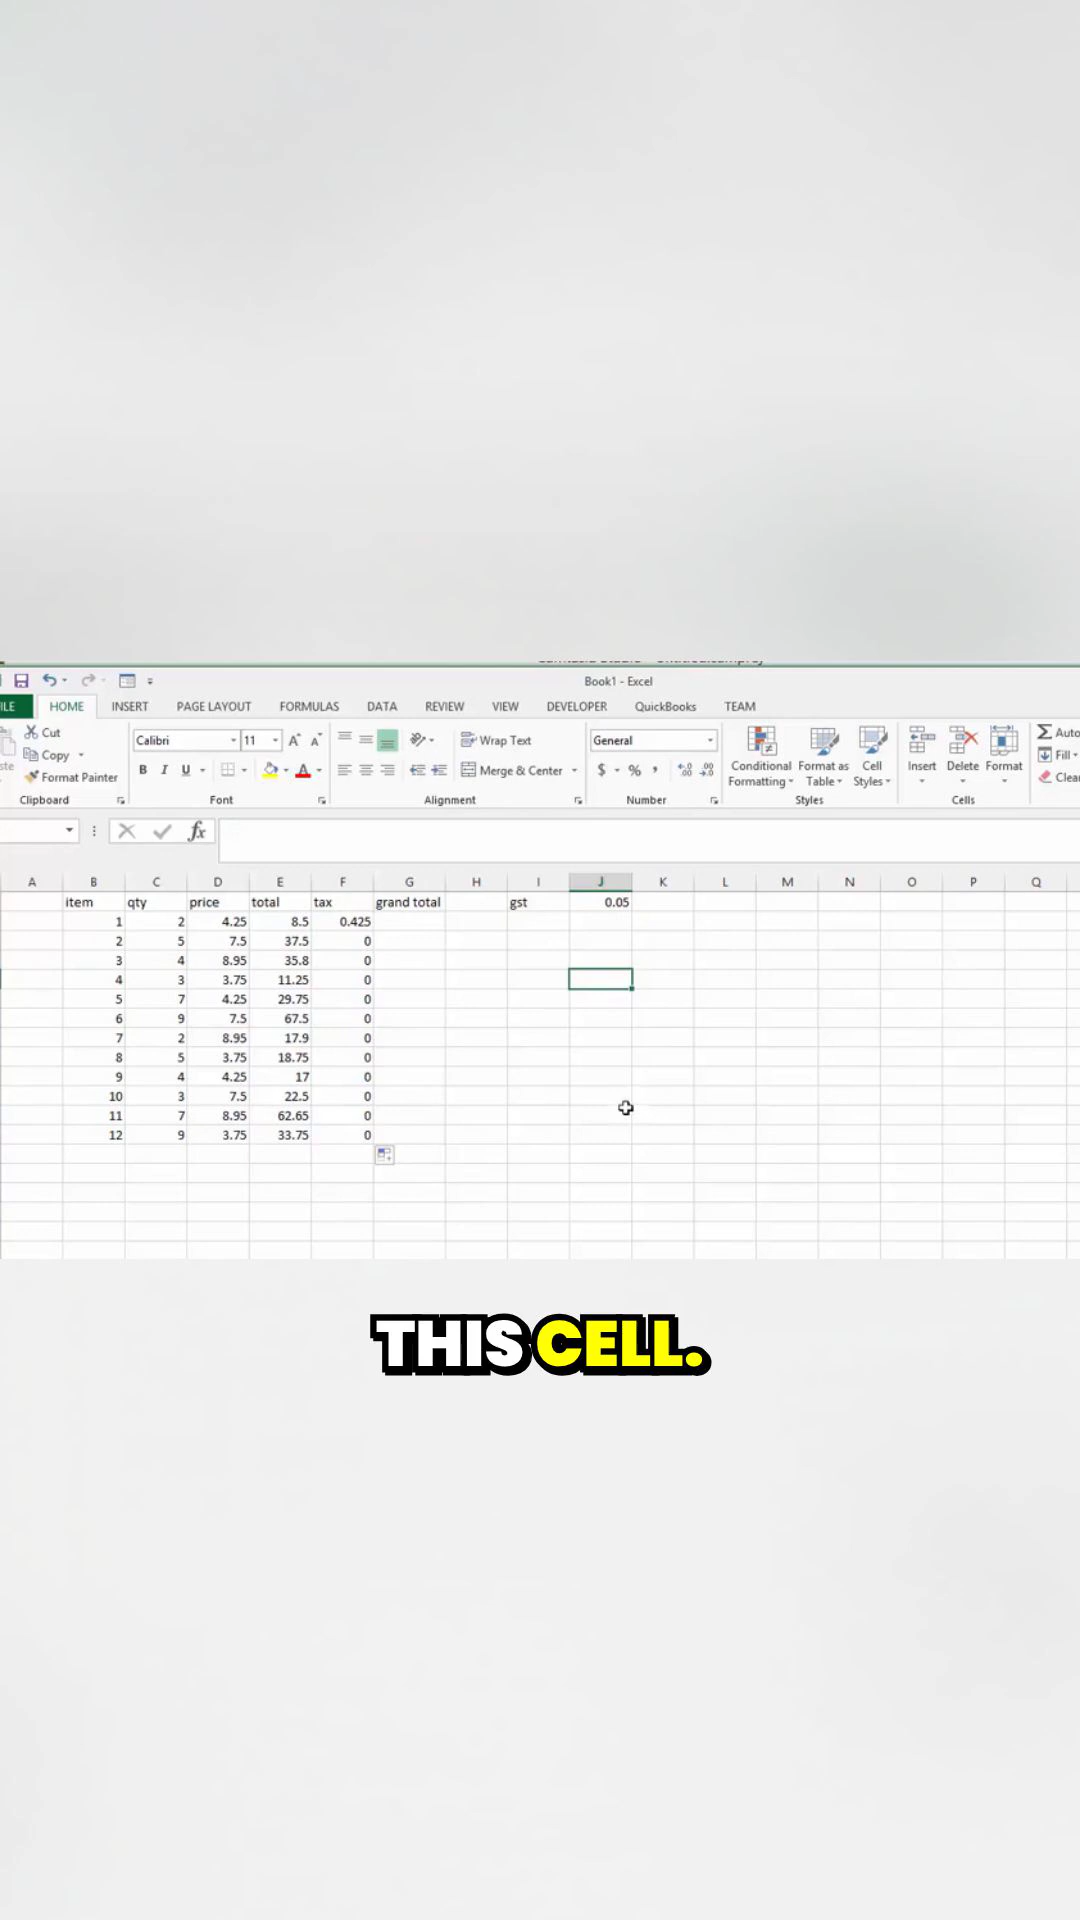 Book1 - Excel
HOME INSERT PAGE LAYOUT FORMULAS DATA REVIEW VIEW DEVELOPER QuickBooks TEAM
Cut
Copy
Format Painter
Clipboard
Calibri 11
B I U
Font
Wrap Text
Merge & Center
Alignment
General
$ % ,
Number
Conditional Formatting
Format as Table
Cell Styles
Styles
Insert Delete Format
Cells
Fill
fx
A B C D E F G H I J K L M N O P Q
item qty price total tax grand total gst 0.05
1 2 4.25 8.5 0.425
2 5 7.5 37.5 0
3 4 8.95 35.8 0
4 3 3.75 11.25 0
5 7 4.25 29.75 0
6 9 7.5 67.5 0
7 2 8.95 17.9 0
8 5 3.75 18.75 0
9 4 4.25 17 0
10 3 7.5 22.5 0
11 7 8.95 62.65 0
12 9 3.75 33.75 0
THIS CELL.